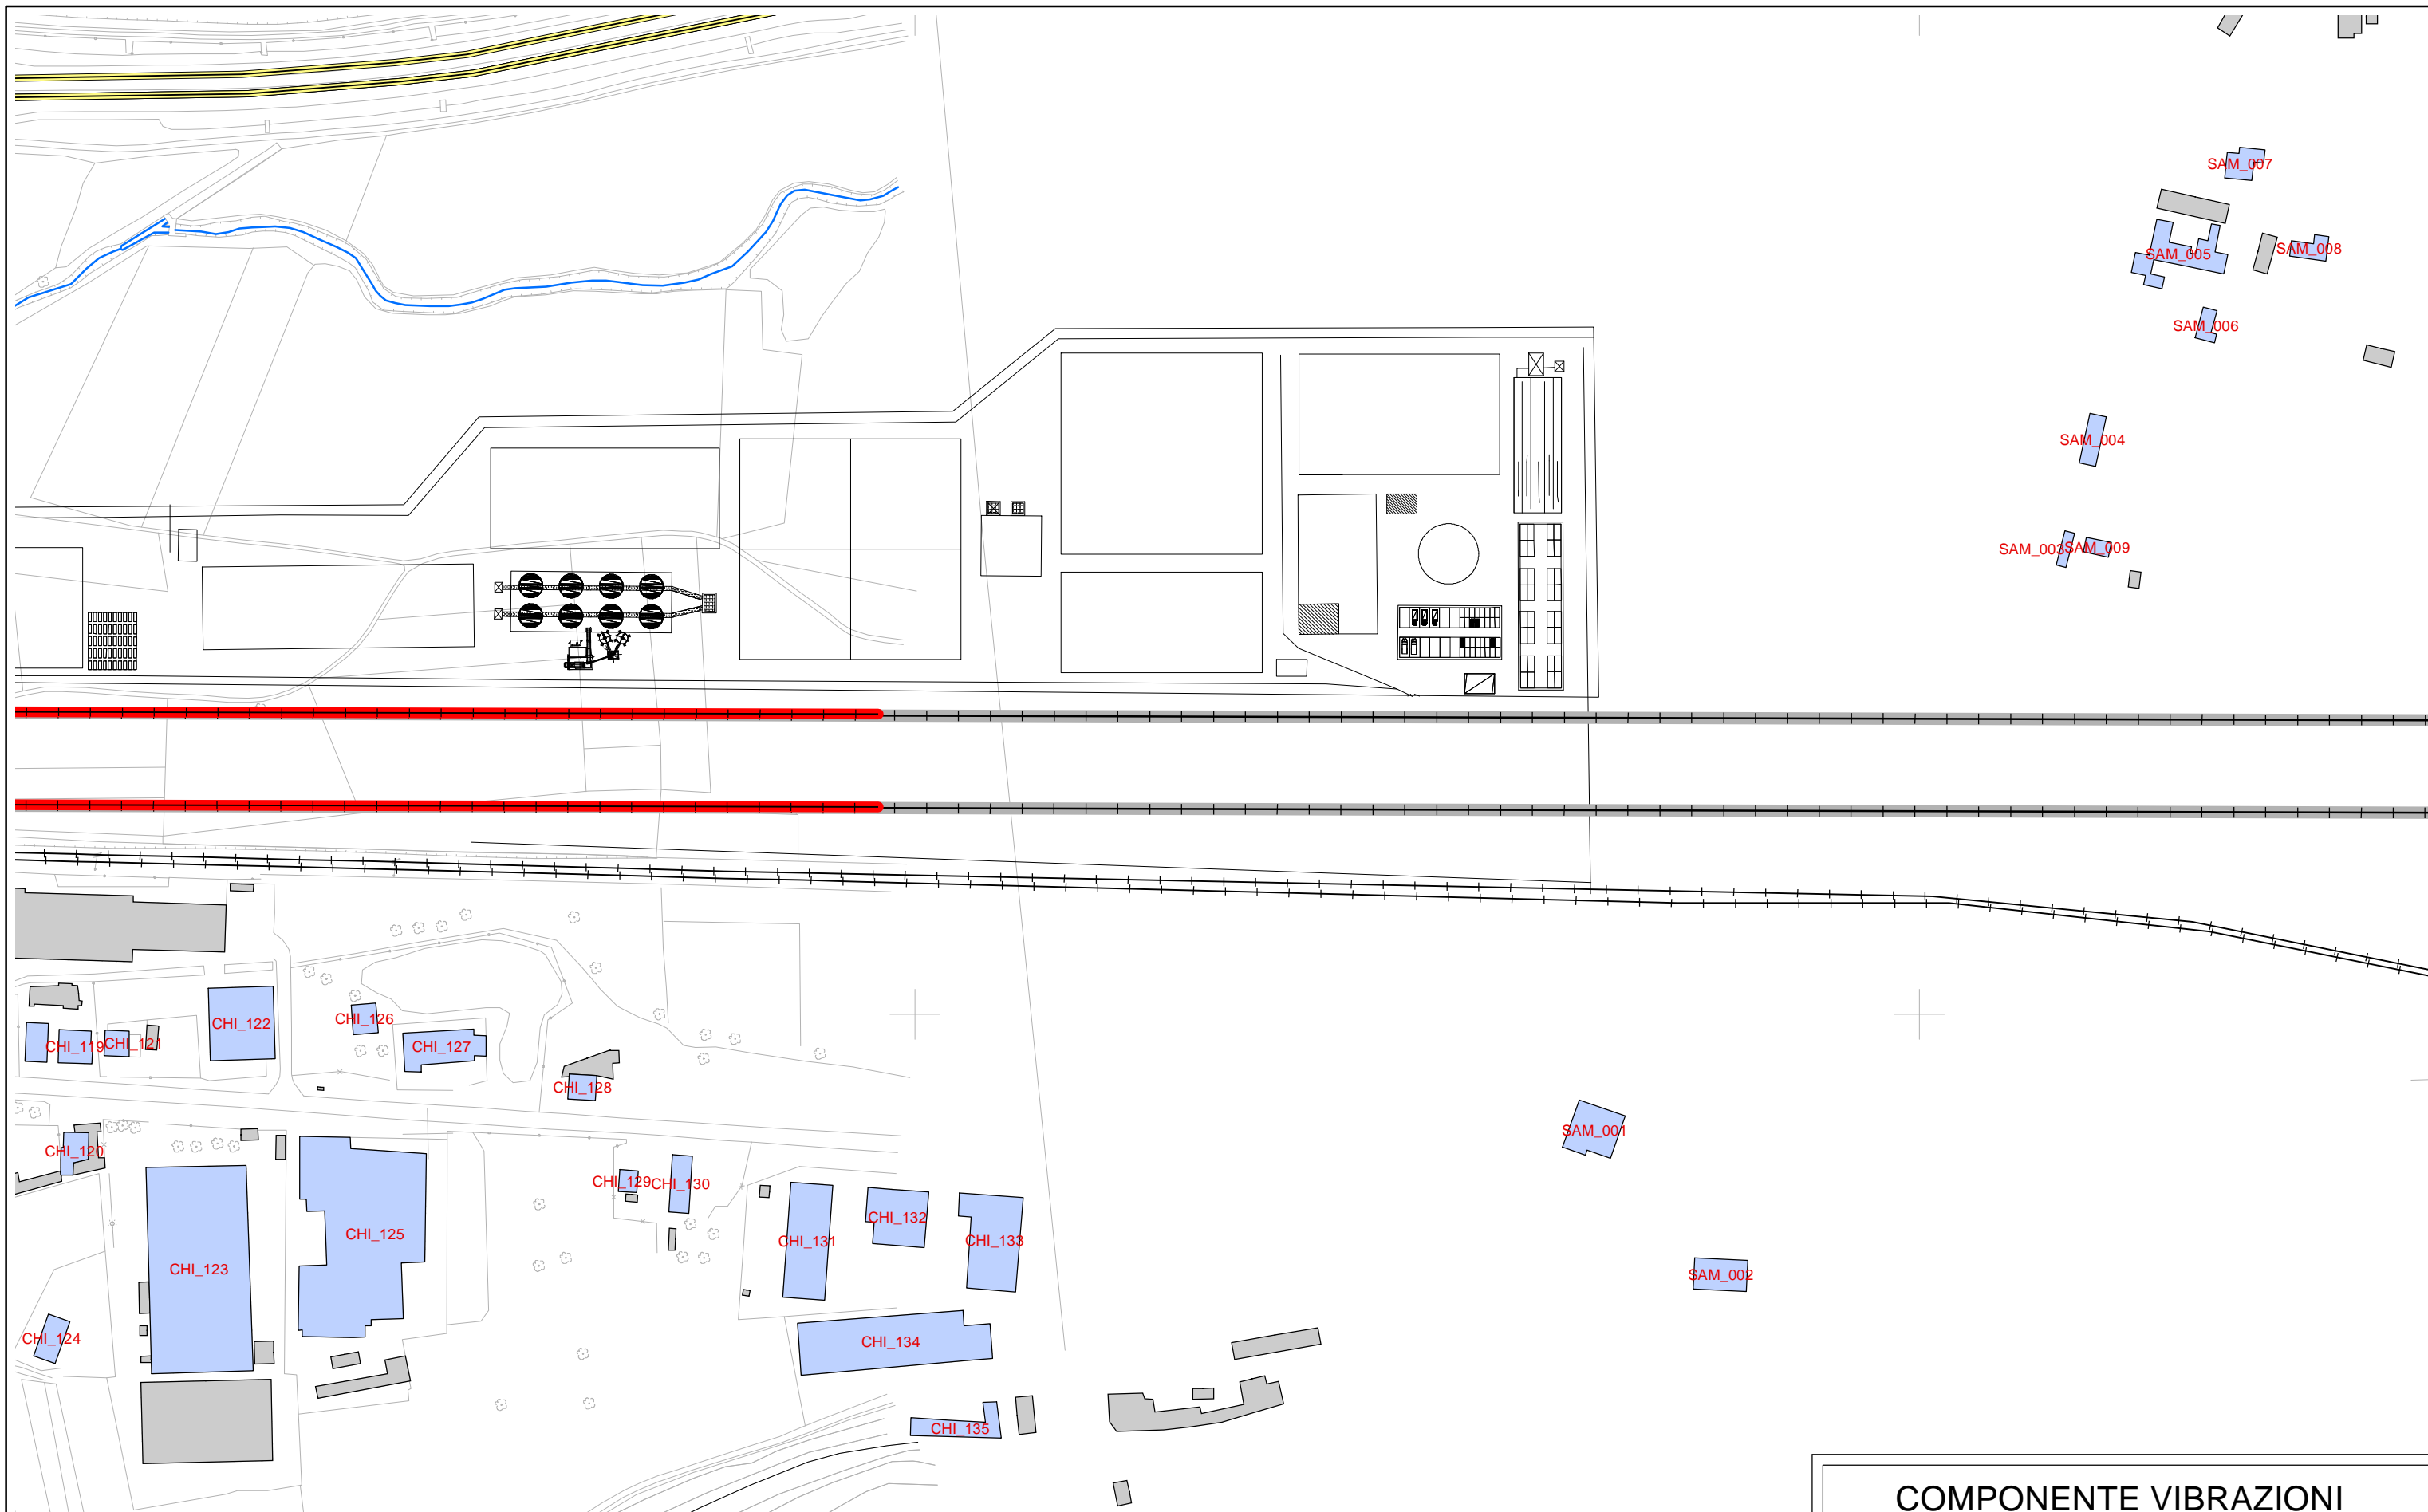 SAM_007
SAM_005
SAM_008
SAM_006
SAM_004
SAM_003
SAM_009
CHI_122
CHI_126
CHI_119
CHI_121
CHI_127
CHI_128
CHI_120
SAM_001
CHI_129
CHI_130
CHI_132
CHI_125
CHI_131
CHI_133
CHI_123
SAM_002
CHI_124
CHI_134
CHI_135
COMPONENTE VIBRAZIONI